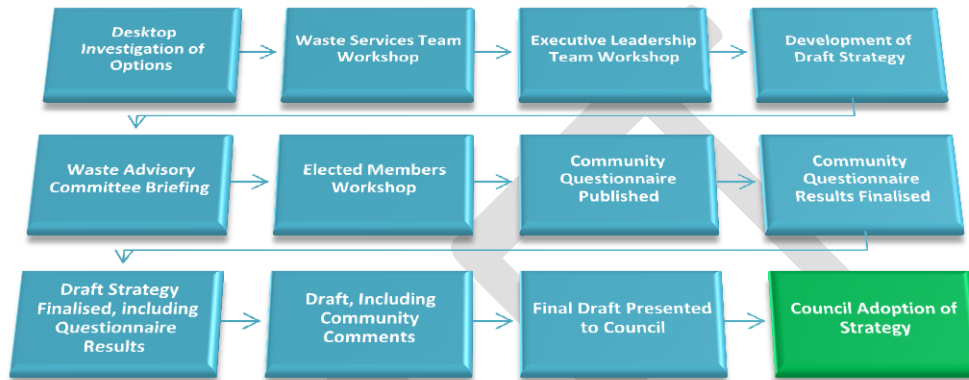 Desktop
Investigation of
Options
Waste Services Team
Workshop
Executive Leadership
Team Workshop
Development of
Draft Strategy
Waste Advisory
Committee Briefing
Elected Members
Workshop
Community
Questionnaire
Published
Community
Questionnaire
Results Finalised
Draft Strategy
Finalised, including
Questionnaire
Results
Draft, Including
Community
Comments
Final Draft Presented
to Council
Council Adoption of
Strategy